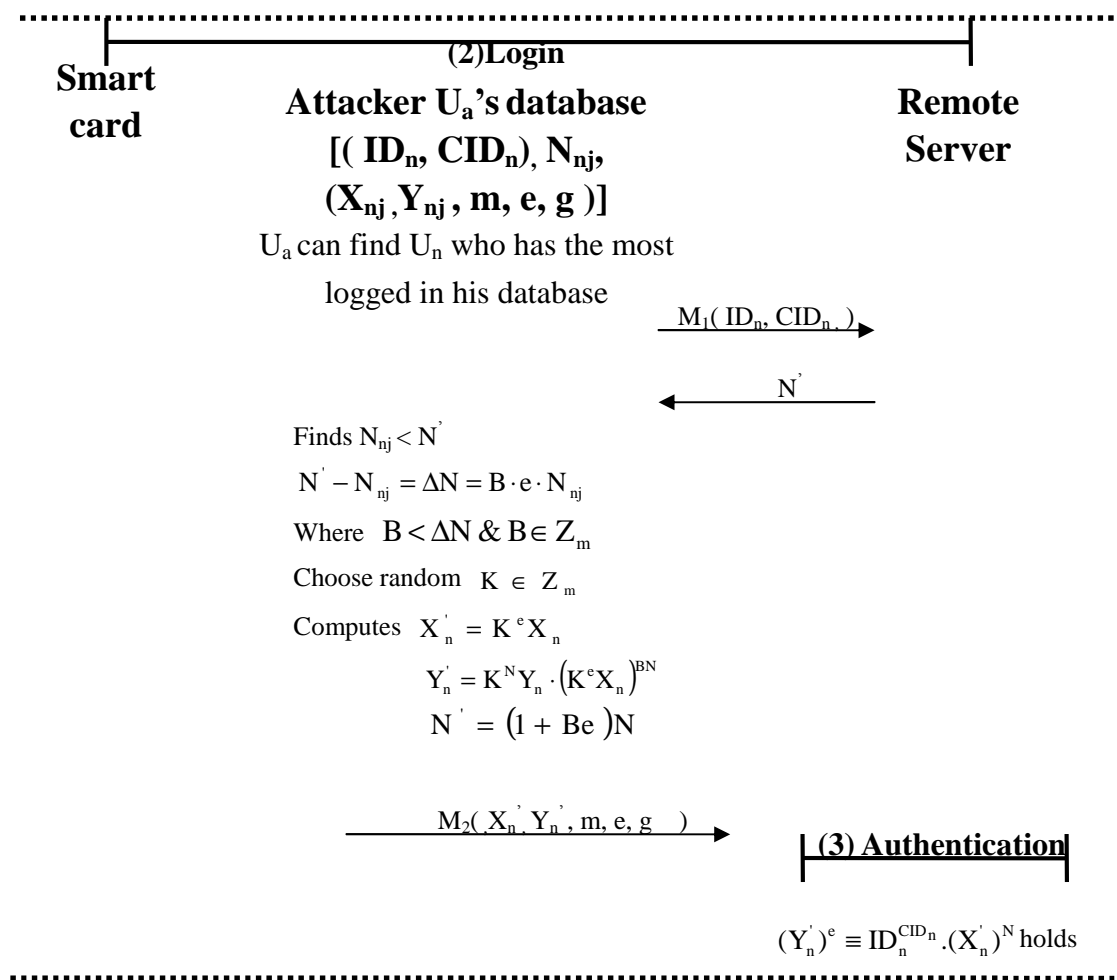 (2)Login
Smart card
Attacker Uₐ’s database
[( IDₙ, CIDₙ), Nₙⱼ,
(Xₙⱼ, Yₙⱼ , m, e, g )]
Uₐ can find Uₙ who has the most
logged in his database
Remote Server
M₁( IDₙ, CIDₙ . )
N’
Finds Nₙⱼ < N’
N' − Nₙⱼ = ΔN = B · e · Nₙⱼ
Where B < ΔN & B ∈ Zₘ
Choose random K ∈ Zₘ
Computes X'ₙ = Kᵉ Xₙ
Y'ₙ = K^N Yₙ · (Kᵉ Xₙ)^BN
N ' = (1 + Be )N
M₂( . Xₙ’ . Yₙ’ , m, e, g )
(3) Authentication
(Y'ₙ)ᵉ ≡ IDₙ^CIDₙ .(X'ₙ)^N holds